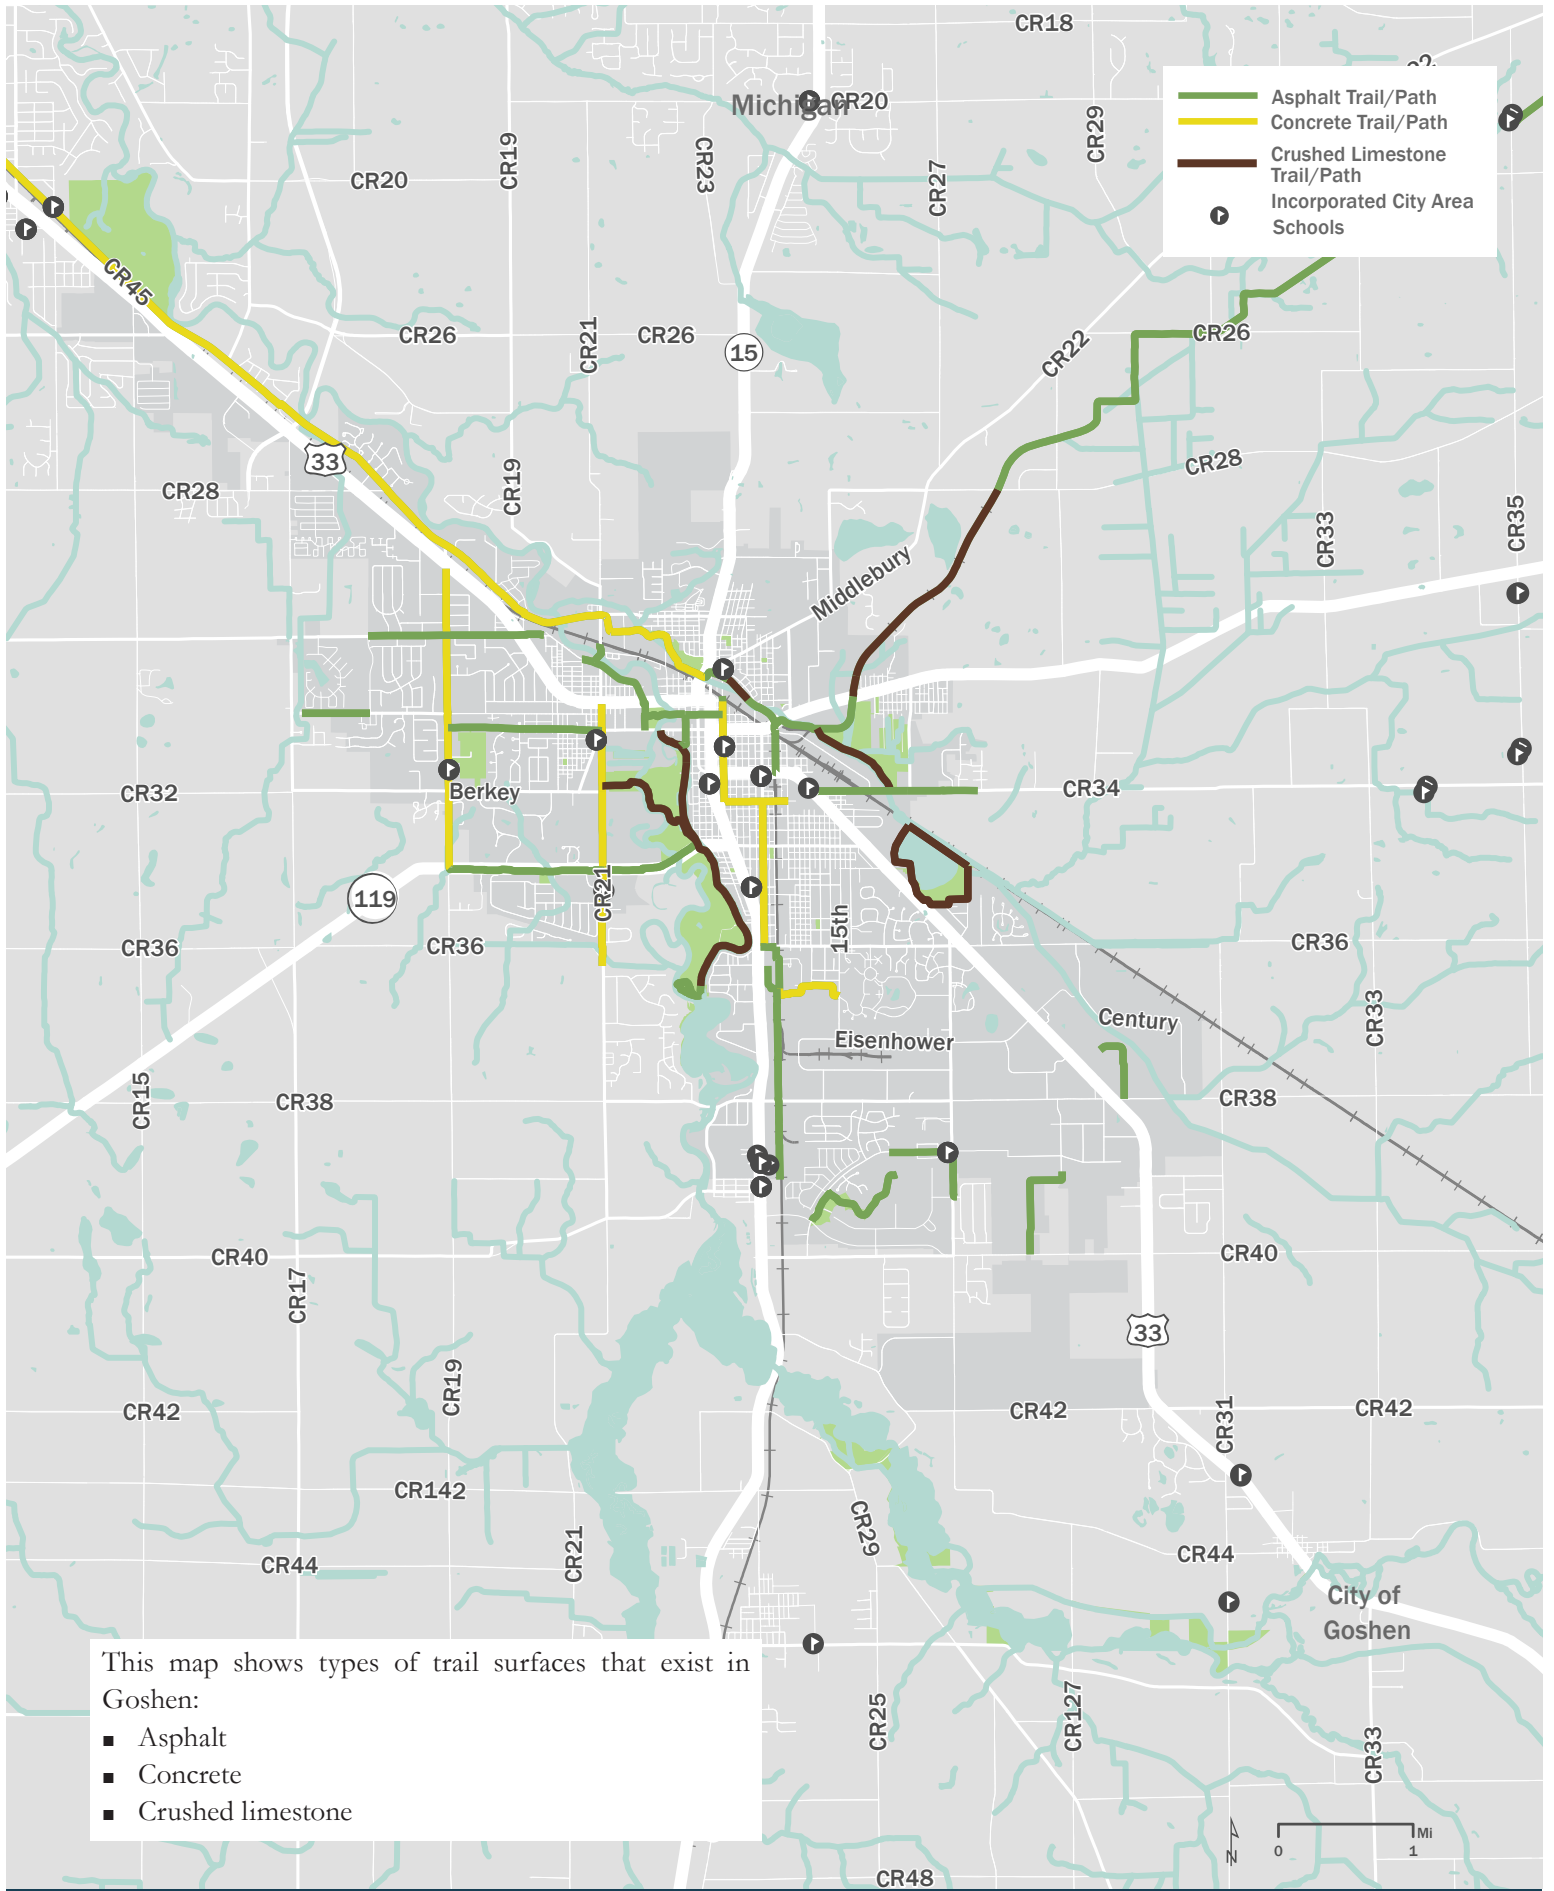 CR18
Michigan
CR20
Asphalt Trail/Path
Concrete Trail/Path
Crushed Limestone
Trail/Path
Incorporated City Area
Schools
CR29
CR19
CR23
CR27
CR20
CR45
CR26
CR21
CR26
15
CR22
CR26
33
CR28
CR19
CR28
CR33
CR35
Middlebury
CR32
Berkey
CR34
119
CR21
15th
CR36
CR36
CR36
CR33
Century
Eisenhower
CR15
CR38
CR38
CR40
CR40
CR17
33
CR19
CR42
CR42
CR31
CR42
CR142
CR29
CR21
CR44
CR44
City of
Goshen
This map shows types of trail surfaces that exist in
Goshen:
▪ Asphalt
▪ Concrete
▪ Crushed limestone
CR25
CR127
CR33
N
0
1
Mi
CR48